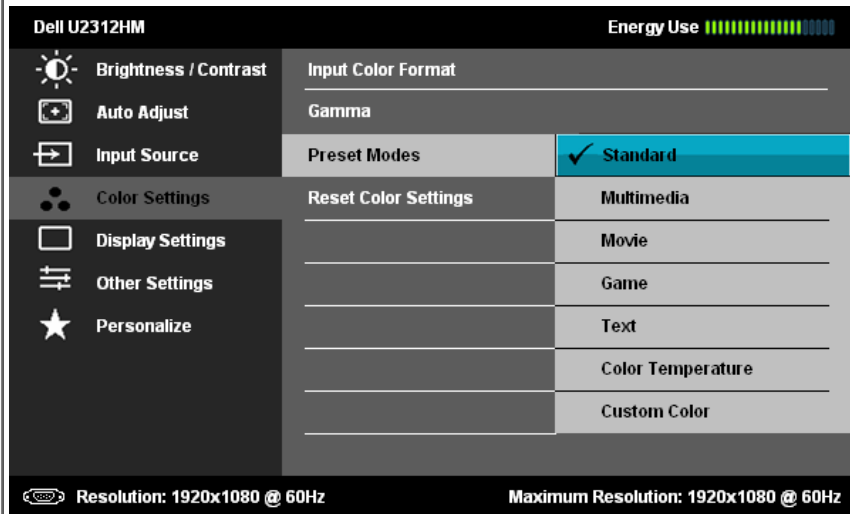 Dell U2312HM Energy Use
Brightness / Contrast Input Color Format
Auto Adjust Gamma
Input Source Preset Modes Standard
Color Settings Reset Color Settings Multimedia
Display Settings Movie
Other Settings Game
Personalize Text
Color Temperature
Custom Color
Resolution: 1920x1080 @ 60Hz Maximum Resolution: 1920x1080 @ 60Hz